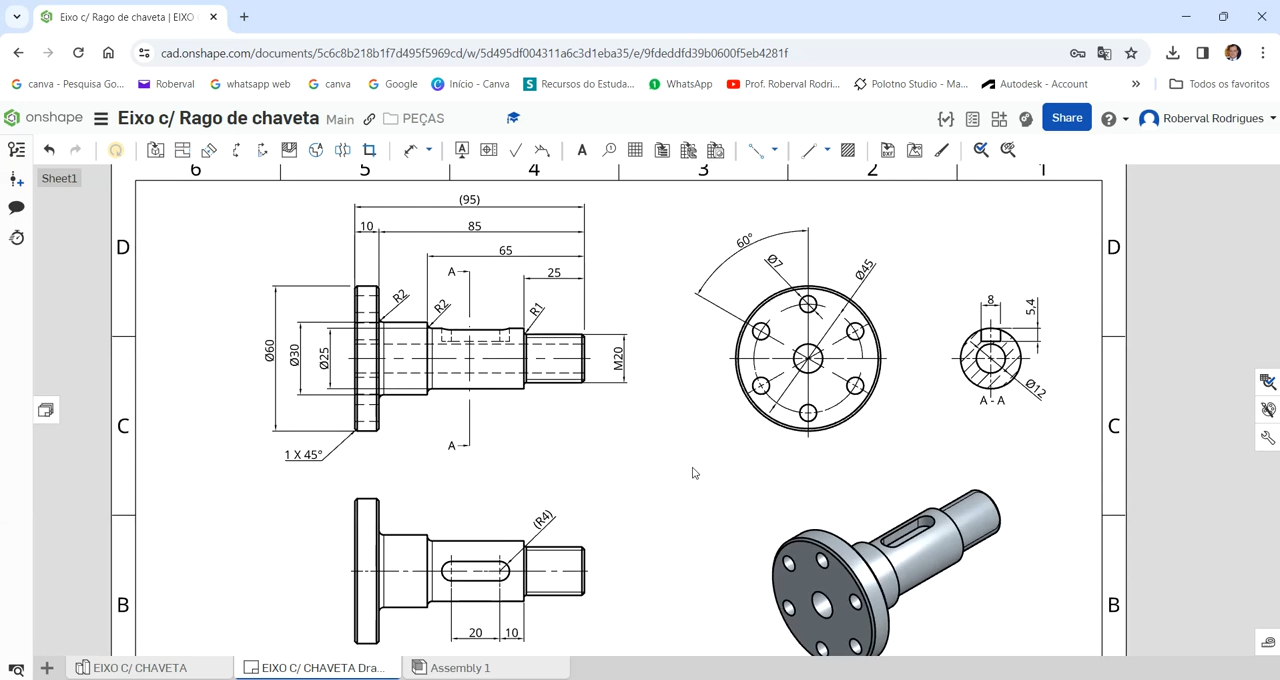 Eixo c/ Rago de chaveta | EIXO
cad.onshape.com/documents/5c6c8b218b1f7d495f5969cd/w/5d495df004311a6c3d1eba35/e/9fdeddfd39b0600f5eb4281f
canva - Pesquisa Go... Roberval whatsapp web canva Google Início - Canva Recursos do Estuda... WhatsApp Prof. Roberval Rodri... Polotno Studio - Ma... Autodesk - Account » Todos os favoritos
onshape Eixo c/ Rago de chaveta Main PEÇAS Share Roberval Rodrigues
Sheet1
6 5 4 3 2 1
(95)
10 85
65
25
60°
Ø7
Ø45
D D
A
R2
R2
R1
8
5,4
Ø60
Ø30
Ø25
M20
Ø12
A - A
C C
A
1 X 45°
(R4)
B B
20 10
EIXO C/ CHAVETA EIXO C/ CHAVETA Dra... Assembly 1